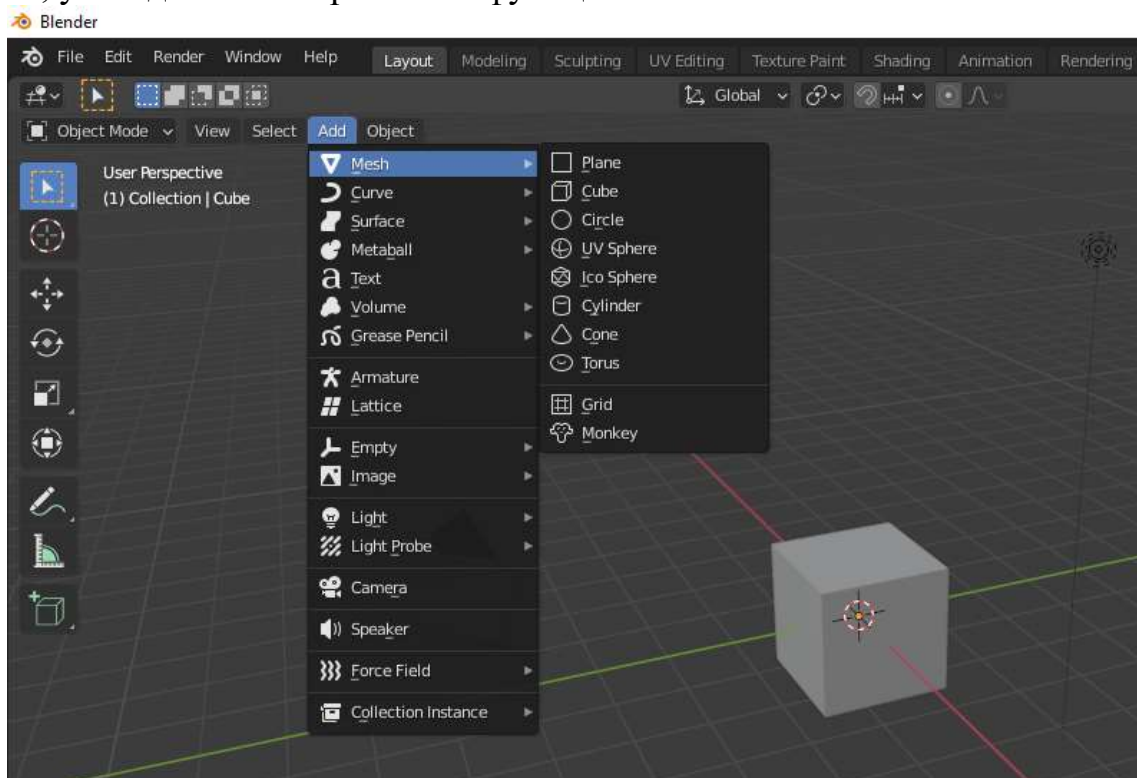 Blender
File Edit Render Window Help Layout Modeling Sculpting UV Editing Texture Paint Shading Animation Rendering
Global
Object Mode View Select Add Object
User Perspective
(1) Collection | Cube
Mesh
Curve
Surface
Metaball
Text
Volume
Grease Pencil
Armature
Lattice
Empty
Image
Light
Light Probe
Camera
Speaker
Force Field
Collection Instance
Plane
Cube
Circle
UV Sphere
Ico Sphere
Cylinder
Cone
Torus
Grid
Monkey